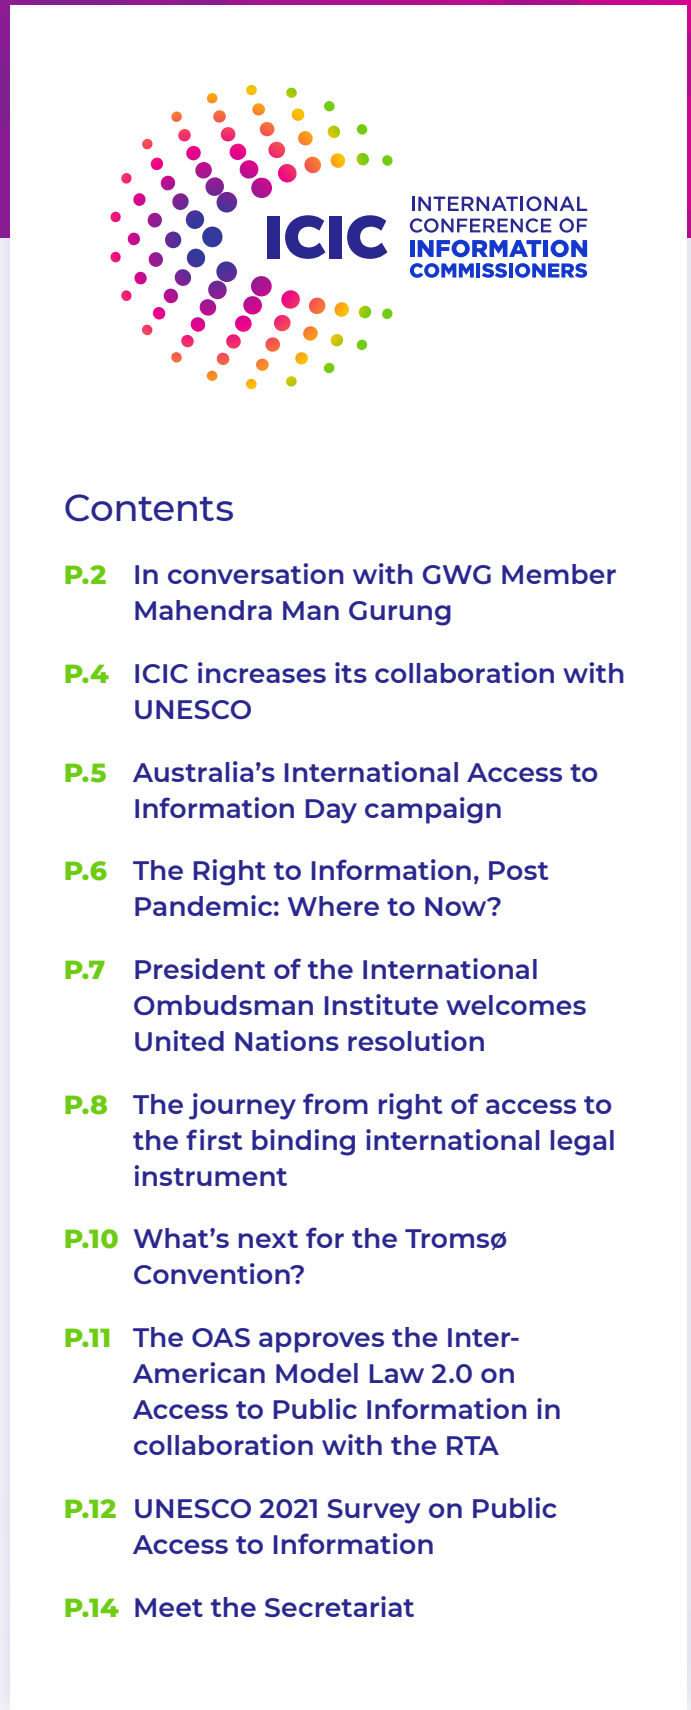 ICIC
INTERNATIONAL
CONFERENCE OF
INFORMATION
COMMISSIONERS
Contents
P.2 In conversation with GWG Member
Mahendra Man Gurung
P.4 ICIC increases its collaboration with
UNESCO
P.5 Australia’s International Access to
Information Day campaign
P.6 The Right to Information, Post
Pandemic: Where to Now?
P.7 President of the International
Ombudsman Institute welcomes
United Nations resolution
P.8 The journey from right of access to
the first binding international legal
instrument
P.10 What’s next for the Tromsø
Convention?
P.11 The OAS approves the Inter-
American Model Law 2.0 on
Access to Public Information in
collaboration with the RTA
P.12 UNESCO 2021 Survey on Public
Access to Information
P.14 Meet the Secretariat